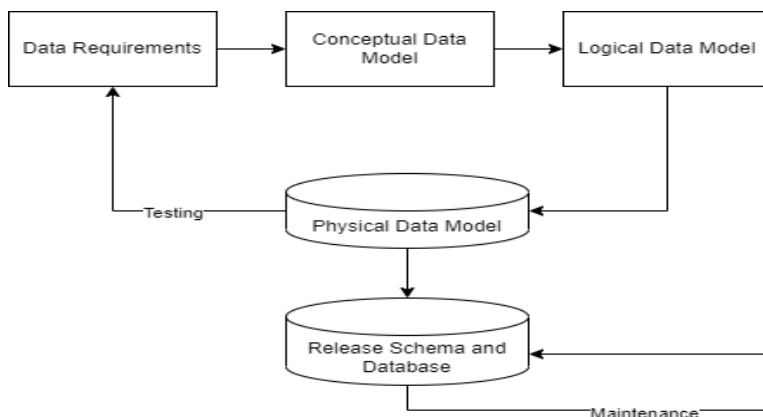 Data Requirements
Conceptual Data
Model
Logical Data Model
Testing
Physical Data Model
Release Schema and
Database
Maintenance